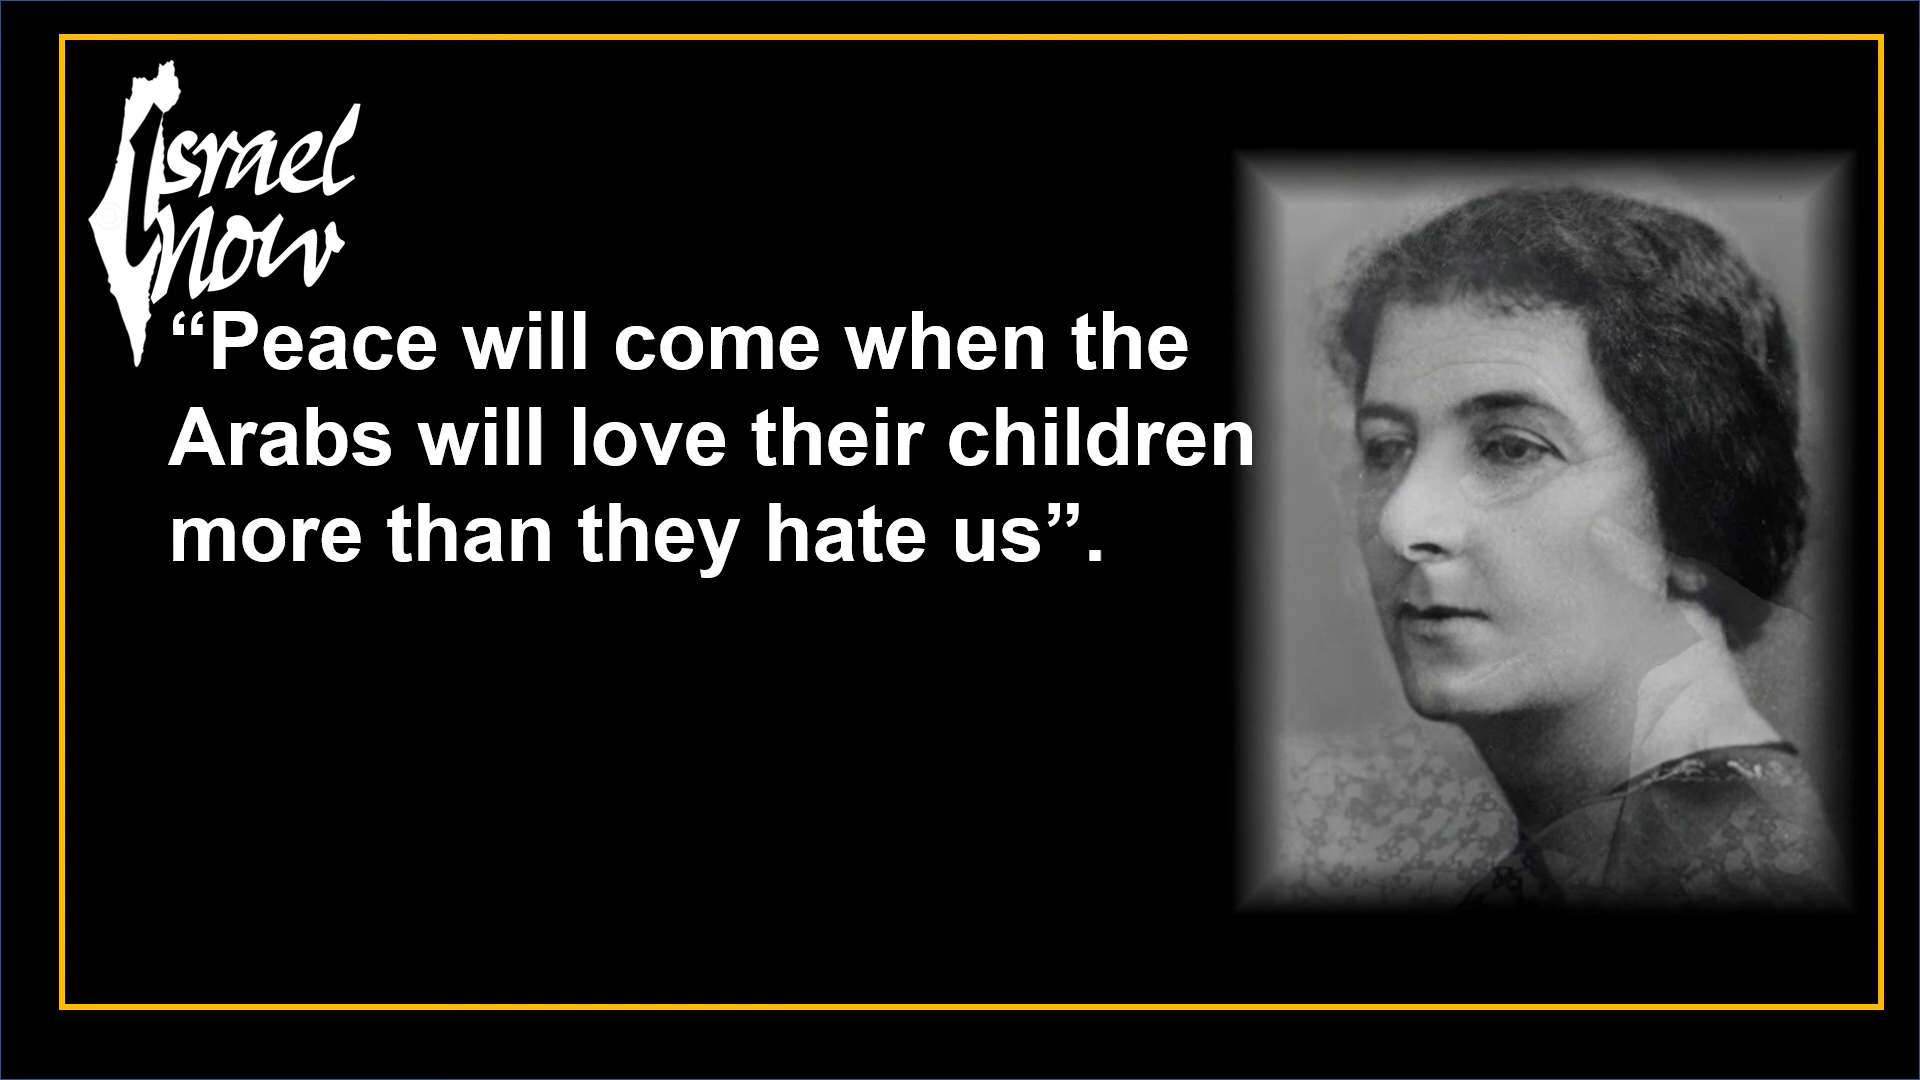 Israel
now
“Peace will come when the
Arabs will love their children
more than they hate us”.